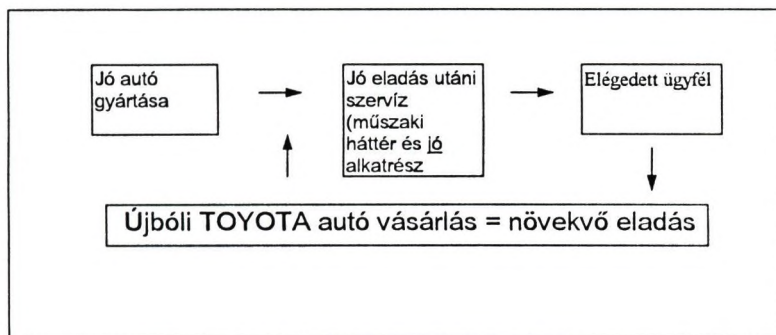 Jó autó
gyártása
Jó eladás utáni
szervíz
(műszaki
háttér és jó
alkatrész
Elégedett ügyfél
Újbóli TOYOTA autó vásárlás = növekvő eladás